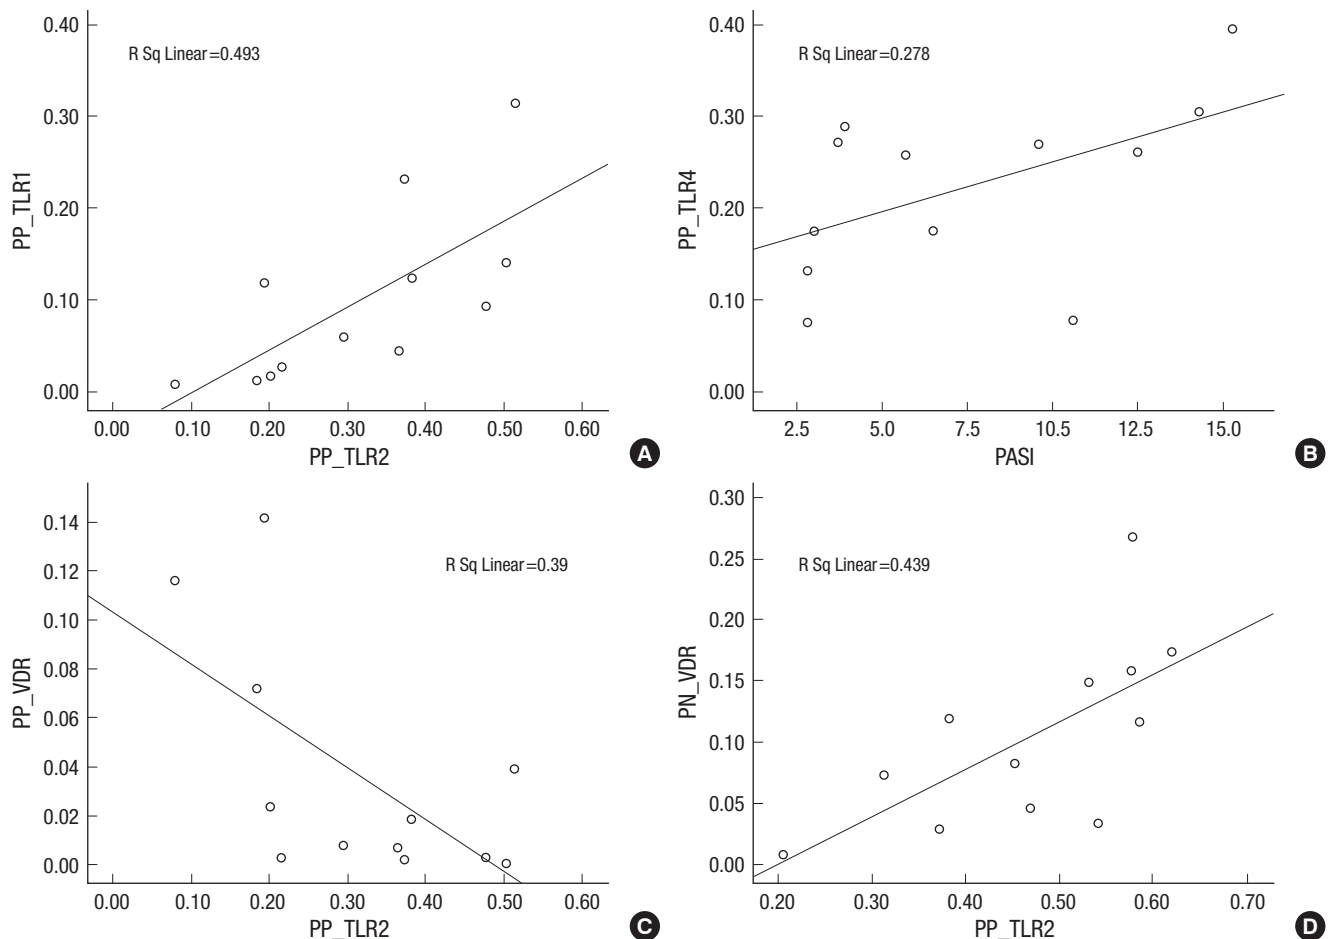 0.40
R Sq Linear=0.493
0.30
0.20
0.10
0.00
PP_TLR1
0.00 0.10 0.20 0.30 0.40 0.50 0.60
PP_TLR2
A
0.40
R Sq Linear=0.278
0.30
0.20
0.10
0.00
PP_TLR4
2.5 5.0 7.5 10.5 12.5 15.0
PASI
B
0.14
0.12
R Sq Linear=0.39
0.10
0.08
0.06
0.04
0.02
0.00
PP_VDR
0.00 0.10 0.20 0.30 0.40 0.50 0.60
PP_TLR2
C
0.30
0.25
R Sq Linear=0.439
0.20
0.15
0.10
0.05
0.00
PN_VDR
0.20 0.30 0.40 0.50 0.60 0.70
PP_TLR2
D